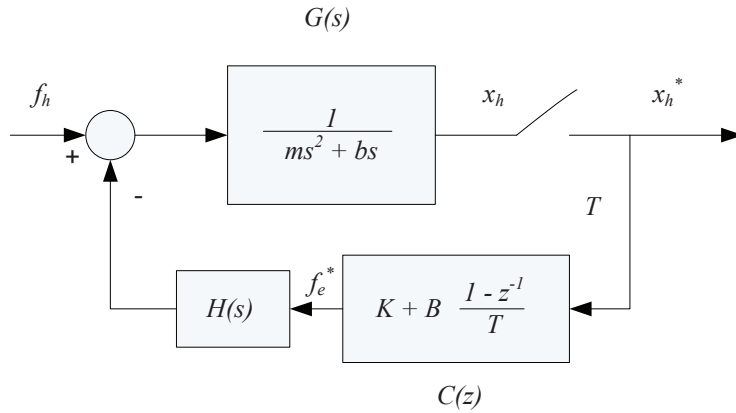 G(s)
f_h
+
-
1
ms^2 + bs
x_h
x_h^*
T
H(s)
f_e^*
K + B 1 - z^{-1}
T
C(z)